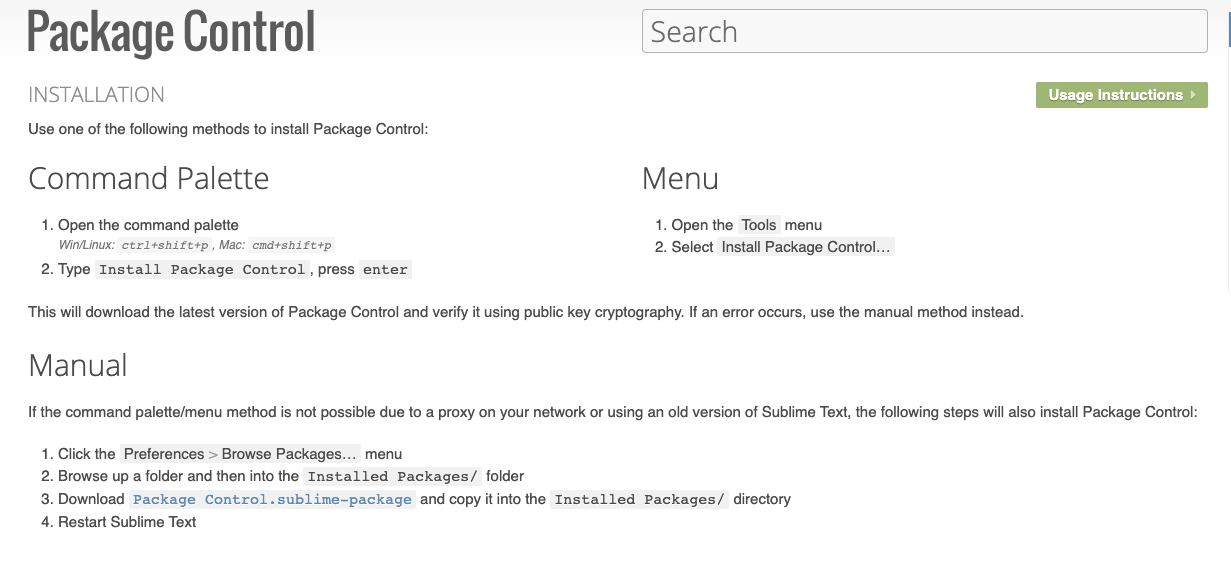 Package Control
Search
INSTALLATION
Usage Instructions
Use one of the following methods to install Package Control:
Command Palette
1. Open the command palette
Win/Linux: ctrl+shift+p, Mac: cmd+shift+p
2. Type Install Package Control, press enter
Menu
1. Open the Tools menu
2. Select Install Package Control…
This will download the latest version of Package Control and verify it using public key cryptography. If an error occurs, use the manual method instead.
Manual
If the command palette/menu method is not possible due to a proxy on your network or using an old version of Sublime Text, the following steps will also install Package Control:
1. Click the Preferences > Browse Packages… menu
2. Browse up a folder and then into the Installed Packages/ folder
3. Download Package Control.sublime-package and copy it into the Installed Packages/ directory
4. Restart Sublime Text